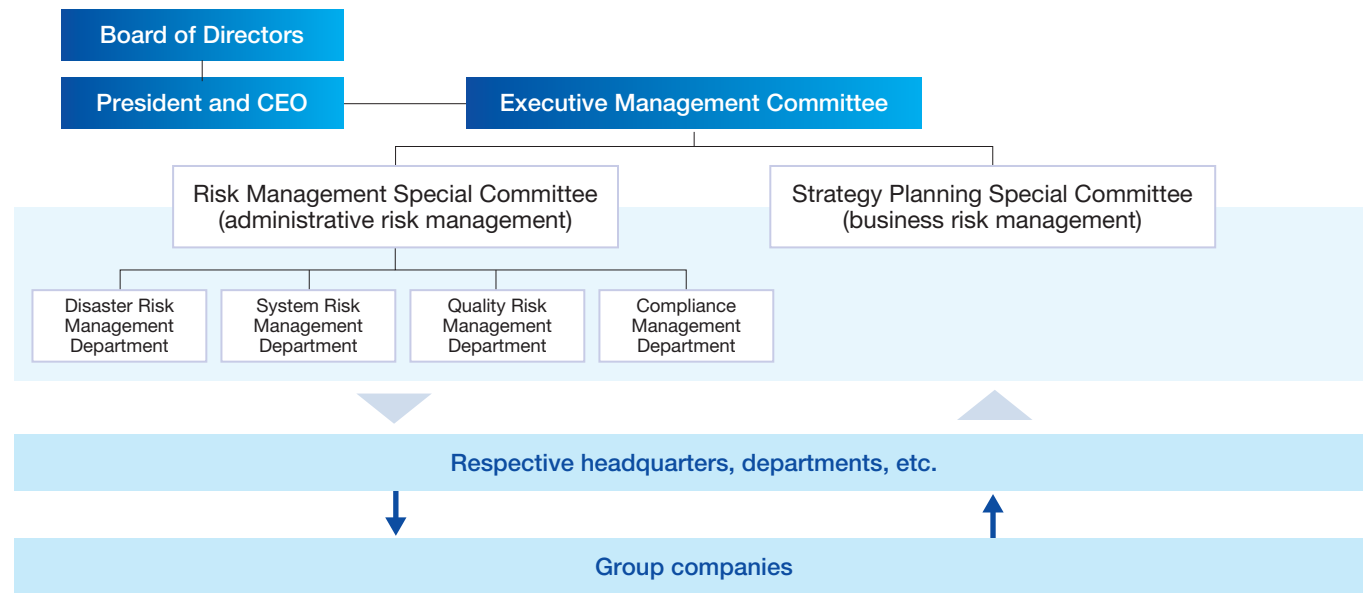 Board of Directors
President and CEO
Executive Management Committee
Risk Management Special Committee
(administrative risk management)
Strategy Planning Special Committee
(business risk management)
Disaster Risk
Management
Department
System Risk
Management
Department
Quality Risk
Management
Department
Compliance
Management
Department
Respective headquarters, departments, etc.
Group companies